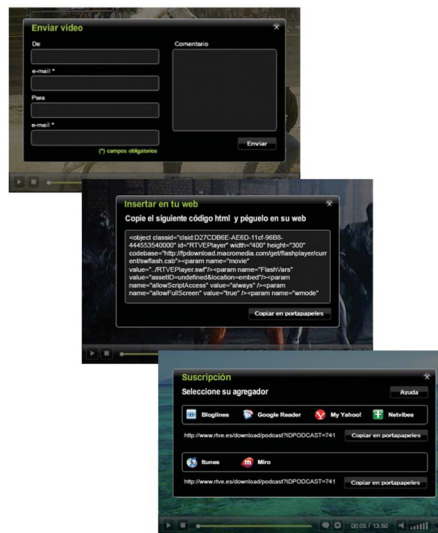 Enviar video
De
Comentario
e-mail *
Para
e-mail *
(*) campos obligatorios
Enviar
Insertar en tu web
Copie el siguiente código html y péguelo en su web
<object classid="clsid:D27CDB6E-AE6D-11cf-96B8-
444553540000" id="RTVEPlayer" width="400" height="300"
codebase="http://fpdownload.macromedia.com/get/flashplayer/curr
ent/swflash.cab"><param name="movie"
value="../RTVEPlayer.swf"/><param name="FlashVars"
value="assetID=undefined&location=embed"/><param
name="allowScriptAccess" value="always" /><param
name="allowFullScreen" value="true" /><param name="wmode"
Copiar en portapapeles
Suscripción
Seleccione su agregador
Ayuda
Bloglines Google Reader My Yahoo! Netvibes
http://www.rtve.es/download/podcast?IDPODCAST=741 Copiar en portapapeles
Itunes Miro
http://www.rtve.es/download/podcast?IDPODCAST=741 Copiar en portapapeles
00:05 / 13:50